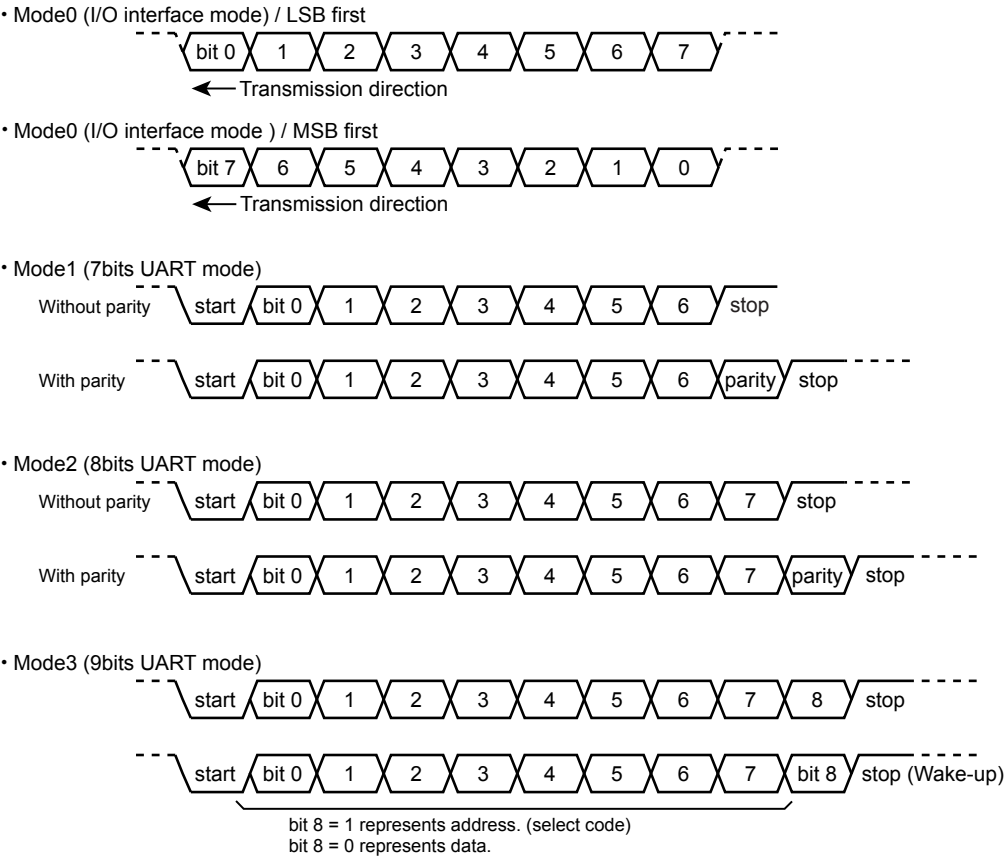 ・Mode0 (I/O interface mode) / LSB first
bit 0 1 2 3 4 5 6 7
Transmission direction
・Mode0 (I/O interface mode ) / MSB first
bit 7 6 5 4 3 2 1 0
Transmission direction
・Mode1 (7bits UART mode)
Without parity start bit 0 1 2 3 4 5 6 stop
With parity start bit 0 1 2 3 4 5 6 parity stop
・Mode2 (8bits UART mode)
Without parity start bit 0 1 2 3 4 5 6 7 stop
With parity start bit 0 1 2 3 4 5 6 7 parity stop
・Mode3 (9bits UART mode)
start bit 0 1 2 3 4 5 6 7 8 stop
start bit 0 1 2 3 4 5 6 7 bit 8 stop (Wake-up)
bit 8 = 1 represents address. (select code)
bit 8 = 0 represents data.